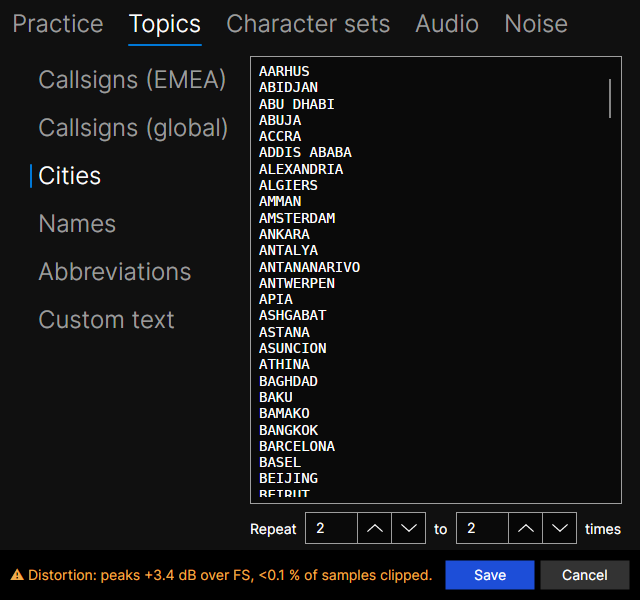 Practice Topics Character sets Audio Noise
Callsigns (EMEA)
Callsigns (global)
Cities
Names
Abbreviations
Custom text
AARHUS
ABIDJAN
ABU DHABI
ABUJA
ACCRA
ADDIS ABABA
ALEXANDRIA
ALGIERS
AMMAN
AMSTERDAM
ANKARA
ANTALYA
ANTANANARIVO
ANTWERPEN
APIA
ASHGABAT
ASTANA
ASUNCION
ATHINA
BAGHDAD
BAKU
BAMAKO
BANGKOK
BARCELONA
BASEL
BEIJING
BEIRUT
Repeat 2 to 2 times
⚠ Distortion: peaks +3.4 dB over FS, <0.1 % of samples clipped. Save Cancel